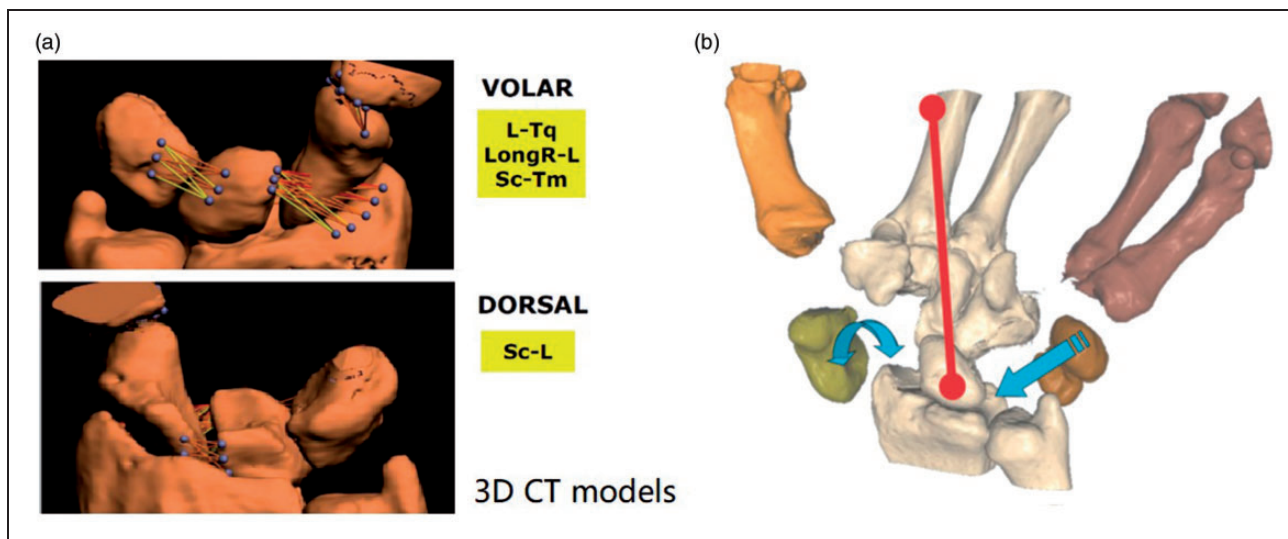 (a)
VOLAR
L-Tq
LongR-L
Sc-Tm
DORSAL
Sc-L
3D CT models
(b)